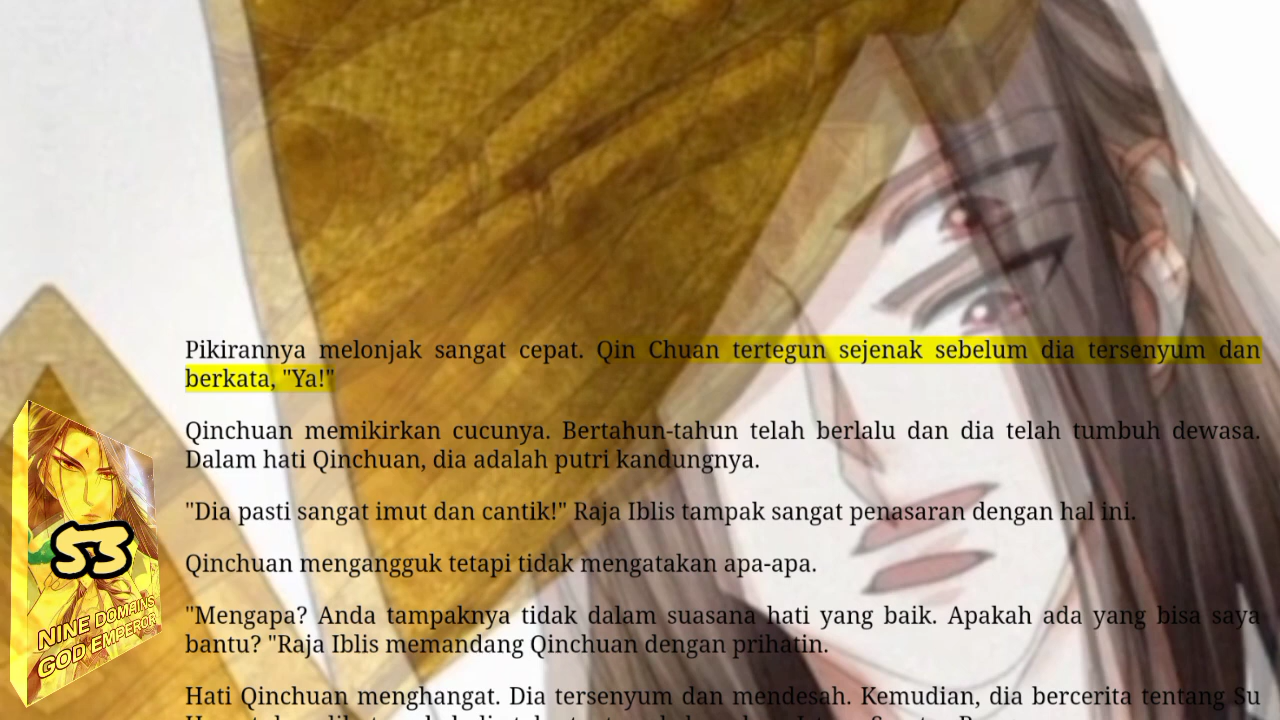 Pikirannya melonjak sangat cepat. Qin Chuan tertegun sejenak sebelum dia tersenyum dan
berkata, "Ya!"
Qinchuan memikirkan cucunya. Bertahun-tahun telah berlalu dan dia telah tumbuh dewasa.
Dalam hati Qinchuan, dia adalah putri kandungnya.
"Dia pasti sangat imut dan cantik!" Raja Iblis tampak sangat penasaran dengan hal ini.
Qinchuan mengangguk tetapi tidak mengatakan apa-apa.
"Mengapa? Anda tampaknya tidak dalam suasana hati yang baik. Apakah ada yang bisa saya
bantu? "Raja Iblis memandang Qinchuan dengan prihatin.
Hati Qinchuan menghangat. Dia tersenyum dan mendesah. Kemudian, dia bercerita tentang Su
53
NINE DOMAINS
GOD EMPEROR